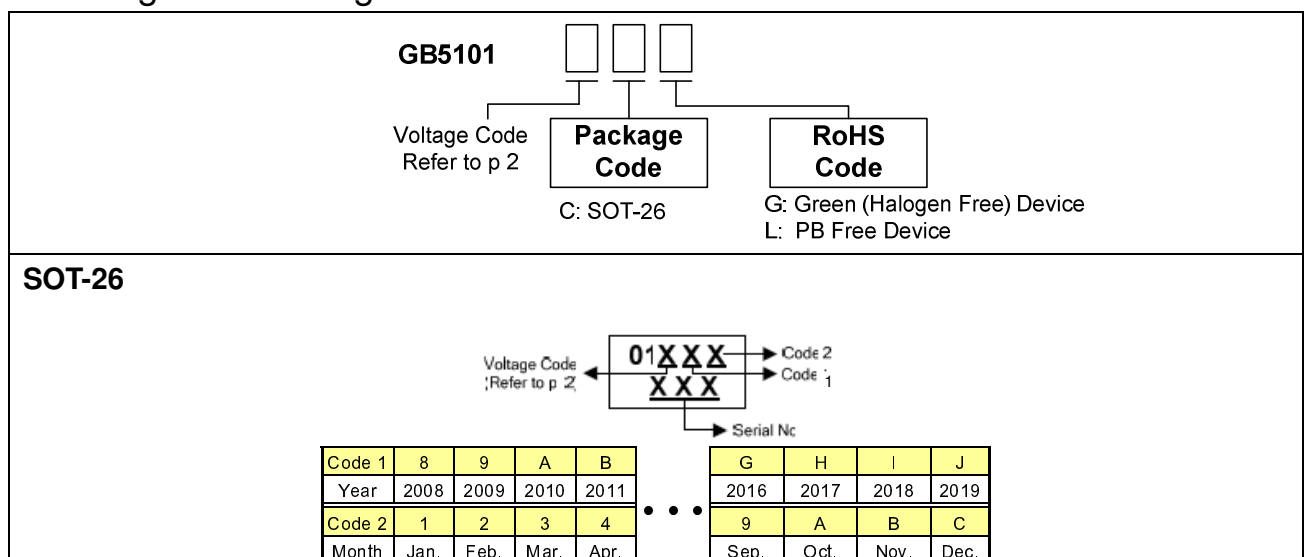 GB5101
Voltage Code
Refer to p 2
Package
Code
RoHS
Code
C: SOT-26
G: Green (Halogen Free) Device
L: PB Free Device
SOT-26
01XXX
XXX
Voltage Code
(Refer to p 2)
Code 2
Code 1
Serial No
Code 1 8 9 A B G H I J
Year 2008 2009 2010 2011 • • • 2016 2017 2018 2019
Code 2 1 2 3 4 9 A B C
Month Jan. Feb. Mar. Apr. Sep. Oct. Nov. Dec.